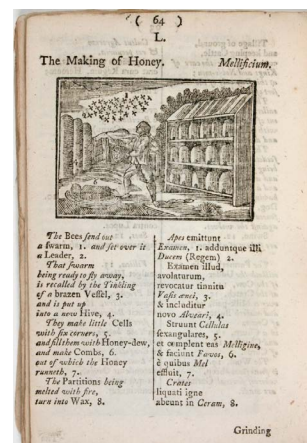 ( 64 )
L.
The Making of Honey. Mellificium.
The Bees send out
a swarm, 1. and set over it
a Leader, 2.
That swarm
being ready to fly away,
is recalled by the Tinkling
of a brazen Vessel, 3.
and is put up
into a new Hive, 4.
They make little Cells
with six corners, 5.
and fill them with Honey-dew,
and make Combs, 6.
out of which the Honey
runneth, 7.
The Partitions being
melted with fire,
turn into Wax, 8.
Apes emittunt
Examen, 1. adduntque illi
Ducem (Regem) 2.
Examen illud,
avolaturum,
revocatur tinnitu
Vasis ænei, 3.
& includitur
novo Alveari, 4.
Struunt Cellulas
sexangulares, 5.
et complent eas Melligine,
& faciunt Favos, 6.
è quibus Mel
effluit, 7.
Crates
liquati igne
abeunt in Ceram, 8.
Grinding